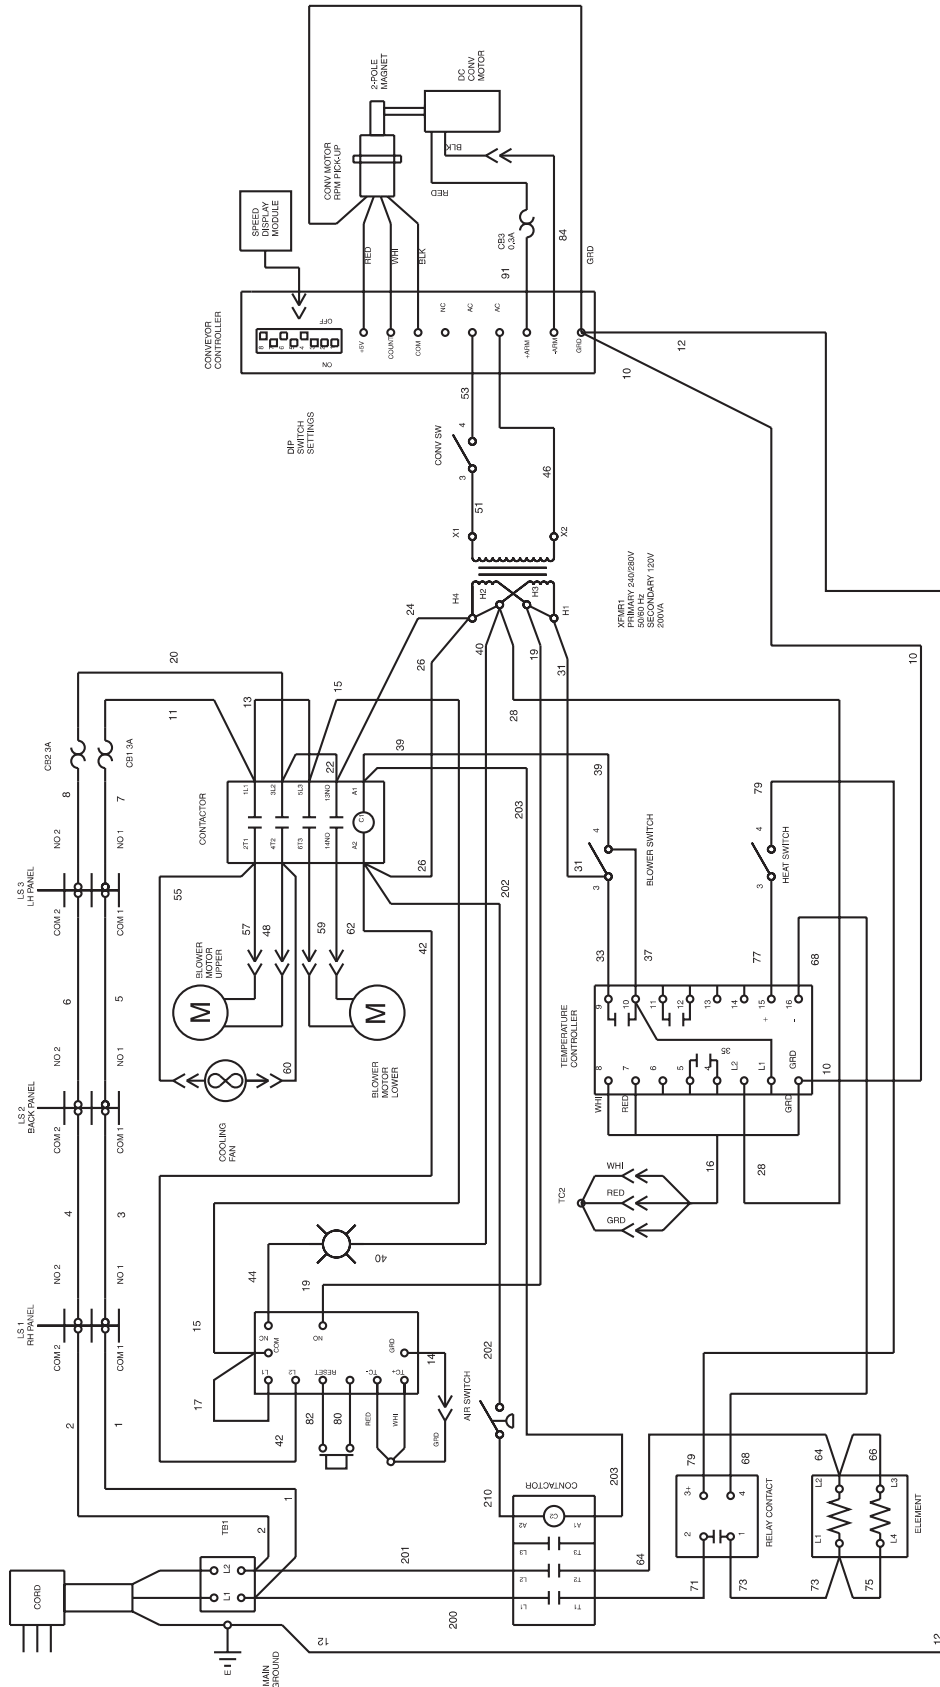 2-POLE
MAGNET
DC
CONV
MOTOR
CONV MOTOR
RPM PICK-UP
BLK
RED
SPEED
DISPLAY
MODULE
RED
WHI
BLK
CB3
0,3A
91
84
GRD
CONVEYOR
CONTROLLER
OFF
ON
+5V
COUNT
COM
NC
AC
AC
+ARM
-ARM
GRD
12
10
DIP
SWITCH
SETTINGS
CONV SW
53
4
3
51
46
X1
X2
H4
H2
H3
H1
XFMR1
PRIMARY 240/280V
50/60 Hz
SECONDARY 120V
200VA
24
26
40
19
31
28
10
20
11
13
15
22
39
39
203
CB2 3A
CB1 3A
8
7
NO 2
NO 1
LS 3
LH PANEL
COM 2
COM 1
CONTACTOR
1L1
3L2
5L3
13NO
A1
C1
2T1
4T2
6T3
14NO
A2
26
202
42
55
57
48
59
62
BLOWER
MOTOR
UPPER
M
M
BLOWER
MOTOR
LOWER
60
COOLING
FAN
31
4
3
BLOWER SWITCH
33
37
79
4
3
HEAT SWITCH
77
68
TEMPERATURE
CONTROLLER
9
10
11
12
13
14
15
16
+
-
8
7
6
5
4
L2
L1
GRD
35
10
WHI
RED
GRD
16
28
TC2
WHI
RED
GRD
6
5
NO 2
NO 1
LS 2
BACK PANEL
COM 2
COM 1
4
3
NO 2
NO 1
LS 1
RH PANEL
COM 2
COM 1
2
1
44
40
19
15
17
NC
COM
NO
GRD
L1
L2
RESET
TC-
TC+
14
42
82
80
RED
WHI
GRD
AIR SWITCH
202
210
203
CONTACTOR
A2
C2
A1
L3
T3
L2
T2
L1
T1
64
79
68
3+
4
2
1
RELAY CONTACT
71
73
64
66
L2
L3
L1
L4
ELEMENT
73
75
1
2
TB1
L2
L1
201
200
CORD
E
MAIN
GROUND
12
12